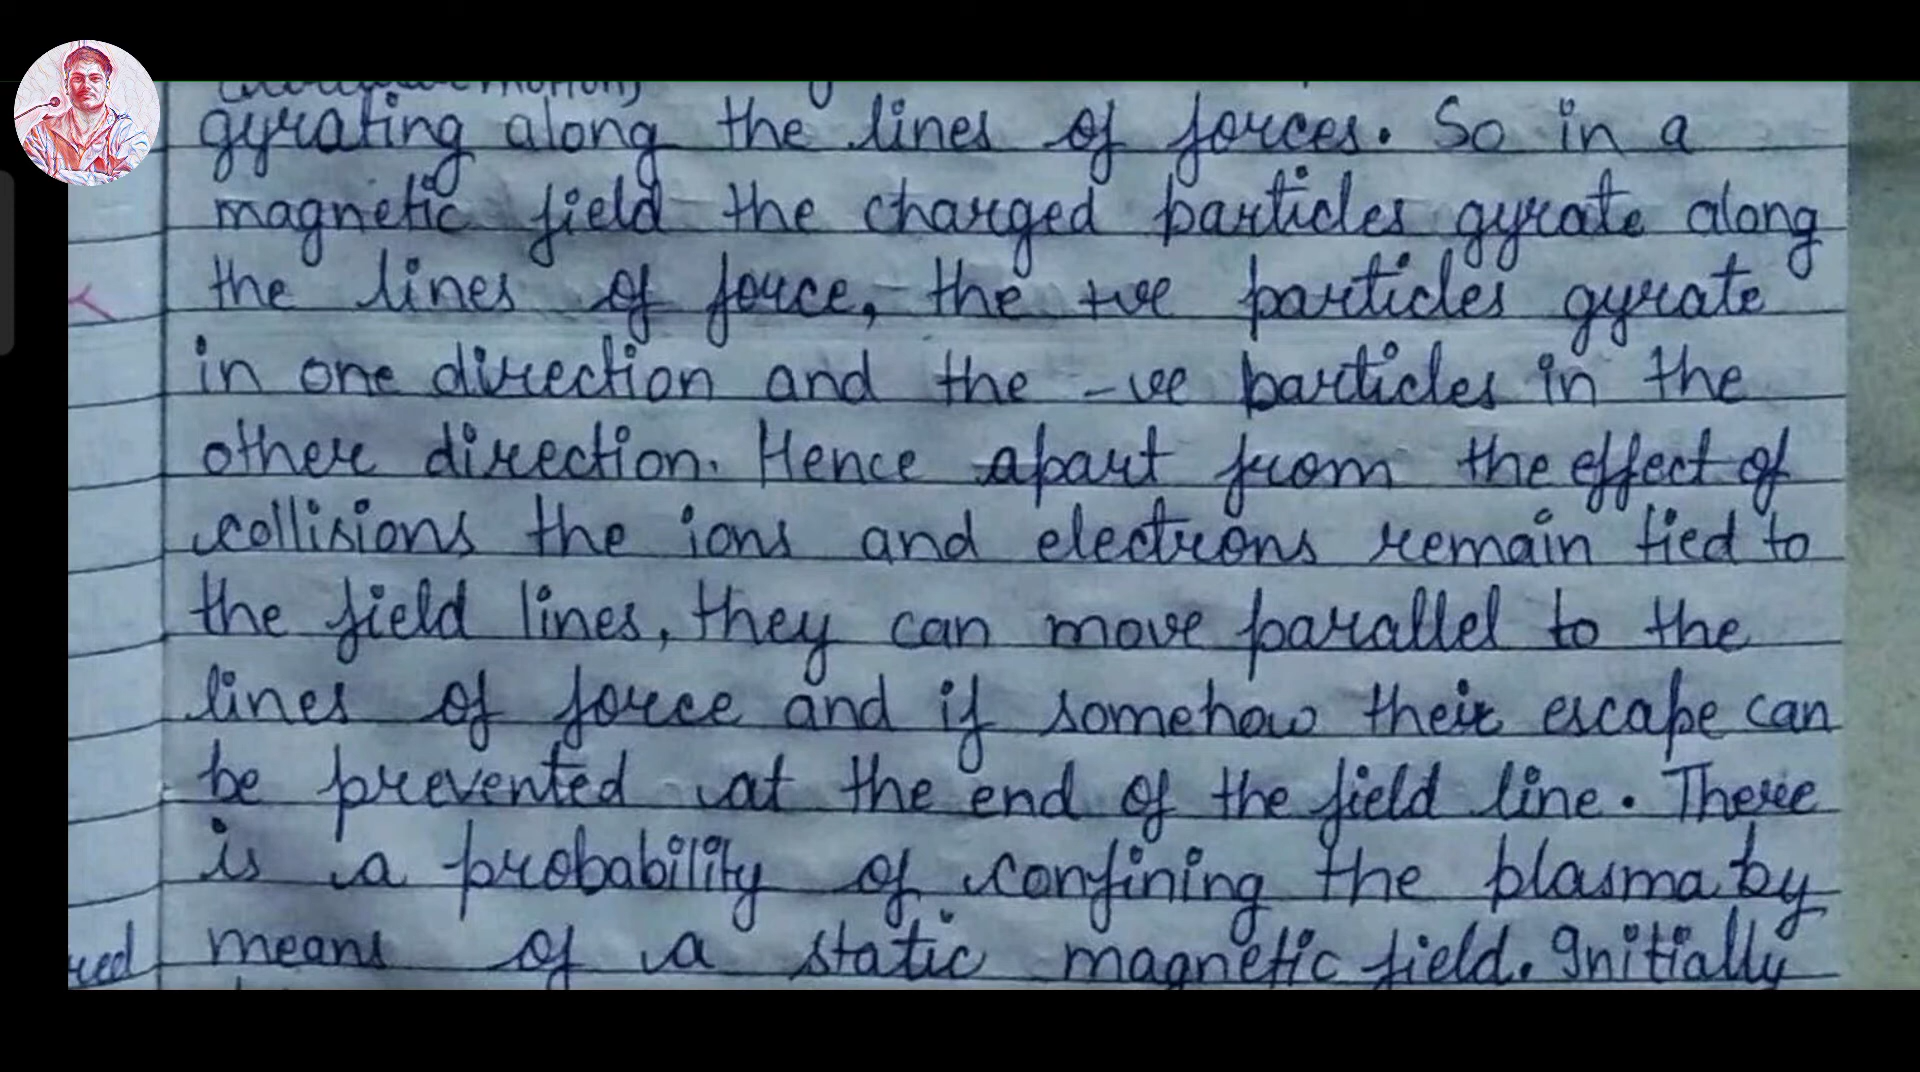 gyrating along the lines of forces. So in a
magnetic field the charged particles gyrate along
the lines of force, the +ve particles gyrate
in one direction and the -ve particles in the
other direction. Hence apart from the effect of
collisions the ions and electrons remain tied to
the field lines, they can move parallel to the
lines of force and if somehow their escape can
be prevented at the end of the field line. There
is a probability of confining the plasma by
means of a static magnetic field. Initially